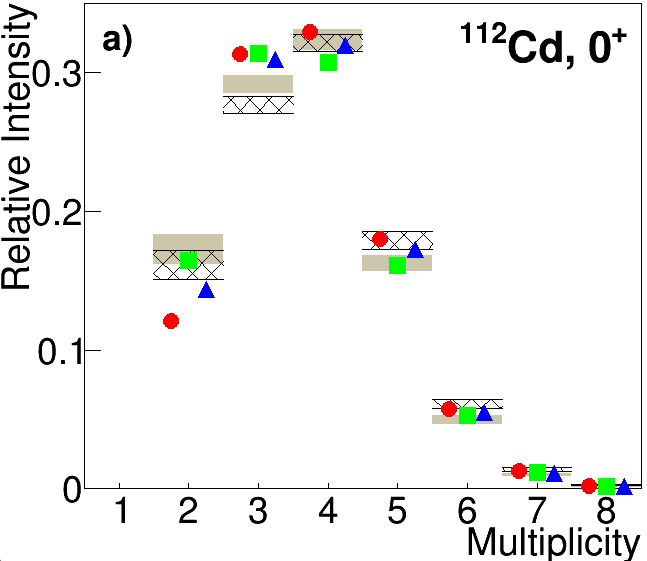 a)
¹¹²Cd, 0⁺
Relative Intensity
0.3
0.2
0.1
0
1 2 3 4 5 6 7 8
Multiplicity